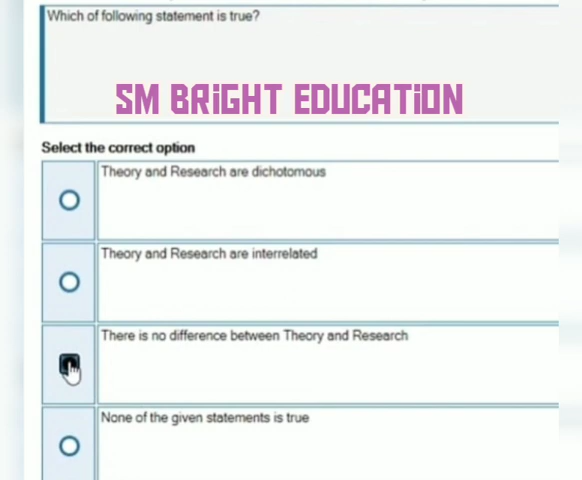 Which of following statement is true?
SM BRIGHT EDUCATION
Select the correct option
Theory and Research are dichotomous
Theory and Research are interrelated
There is no difference between Theory and Research
None of the given statements is true